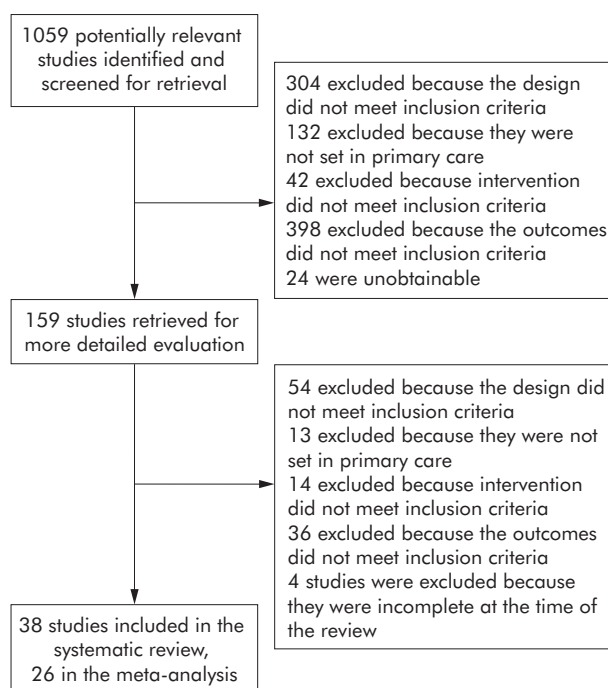 1059 potentially relevant
studies identified and
screened for retrieval
304 excluded because the design
did not meet inclusion criteria
132 excluded because they were
not set in primary care
42 excluded because intervention
did not meet inclusion criteria
398 excluded because the outcomes
did not meet inclusion criteria
24 were unobtainable
159 studies retrieved for
more detailed evaluation
54 excluded because the design did
not meet inclusion criteria
13 excluded because they were not
set in primary care
14 excluded because intervention
did not meet inclusion criteria
36 excluded because the outcomes
did not meet inclusion criteria
4 studies were excluded because
they were incomplete at the time of
the review
38 studies included in the
systematic review,
26 in the meta-analysis